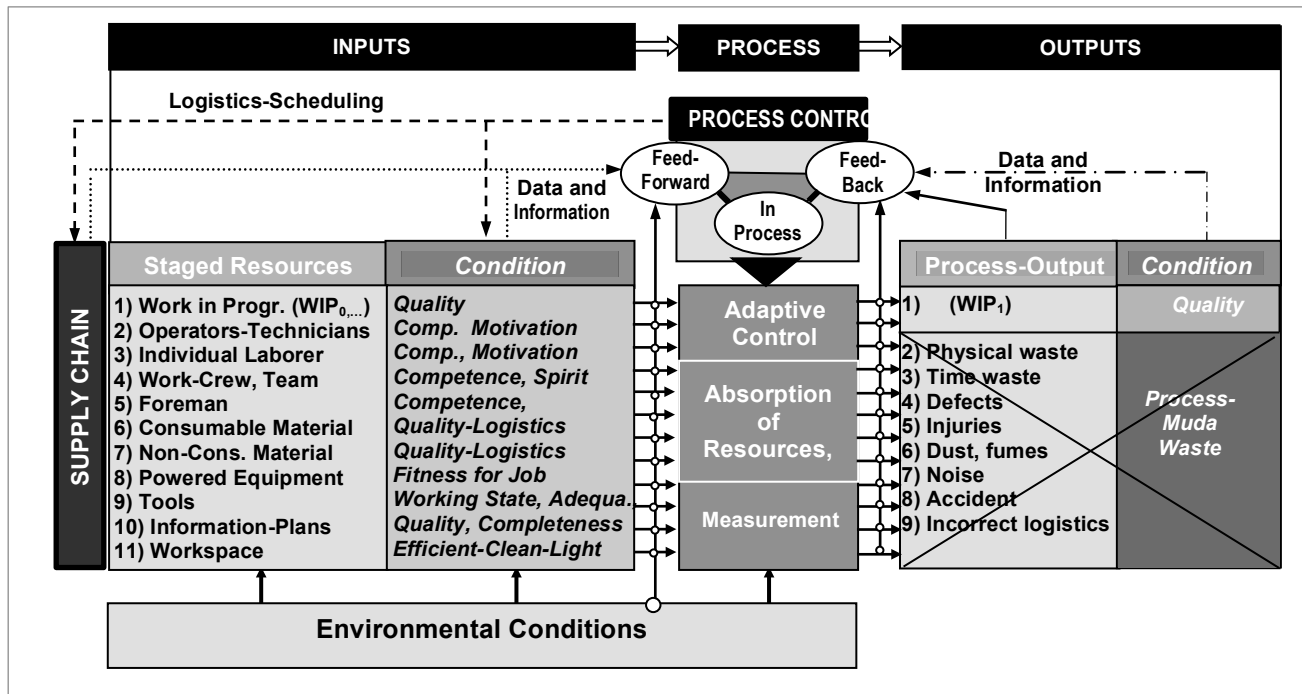 INPUTS
PROCESS
OUTPUTS
Logistics-Scheduling
PROCESS CONTRO
Feed-
Forward
Feed-
Back
In
Process
Data and
Information
Data and
Information
SUPPLY CHAIN
Staged Resources
Condition
1) Work in Progr. (WIP0,...)
2) Operators-Technicians
3) Individual Laborer
4) Work-Crew, Team
5) Foreman
6) Consumable Material
7) Non-Cons. Material
8) Powered Equipment
9) Tools
10) Information-Plans
11) Workspace
Quality
Comp. Motivation
Comp., Motivation
Competence, Spirit
Competence,
Quality-Logistics
Quality-Logistics
Fitness for Job
Working State, Adequa.,
Quality, Completeness
Efficient-Clean-Light
Adaptive
Control
Absorption
of
Resources,
Measurement
Process-Output
Condition
1) (WIP1)
Quality
2) Physical waste
3) Time waste
4) Defects
5) Injuries
6) Dust, fumes
7) Noise
8) Accident
9) Incorrect logistics
Process-
Muda
Waste
Environmental Conditions